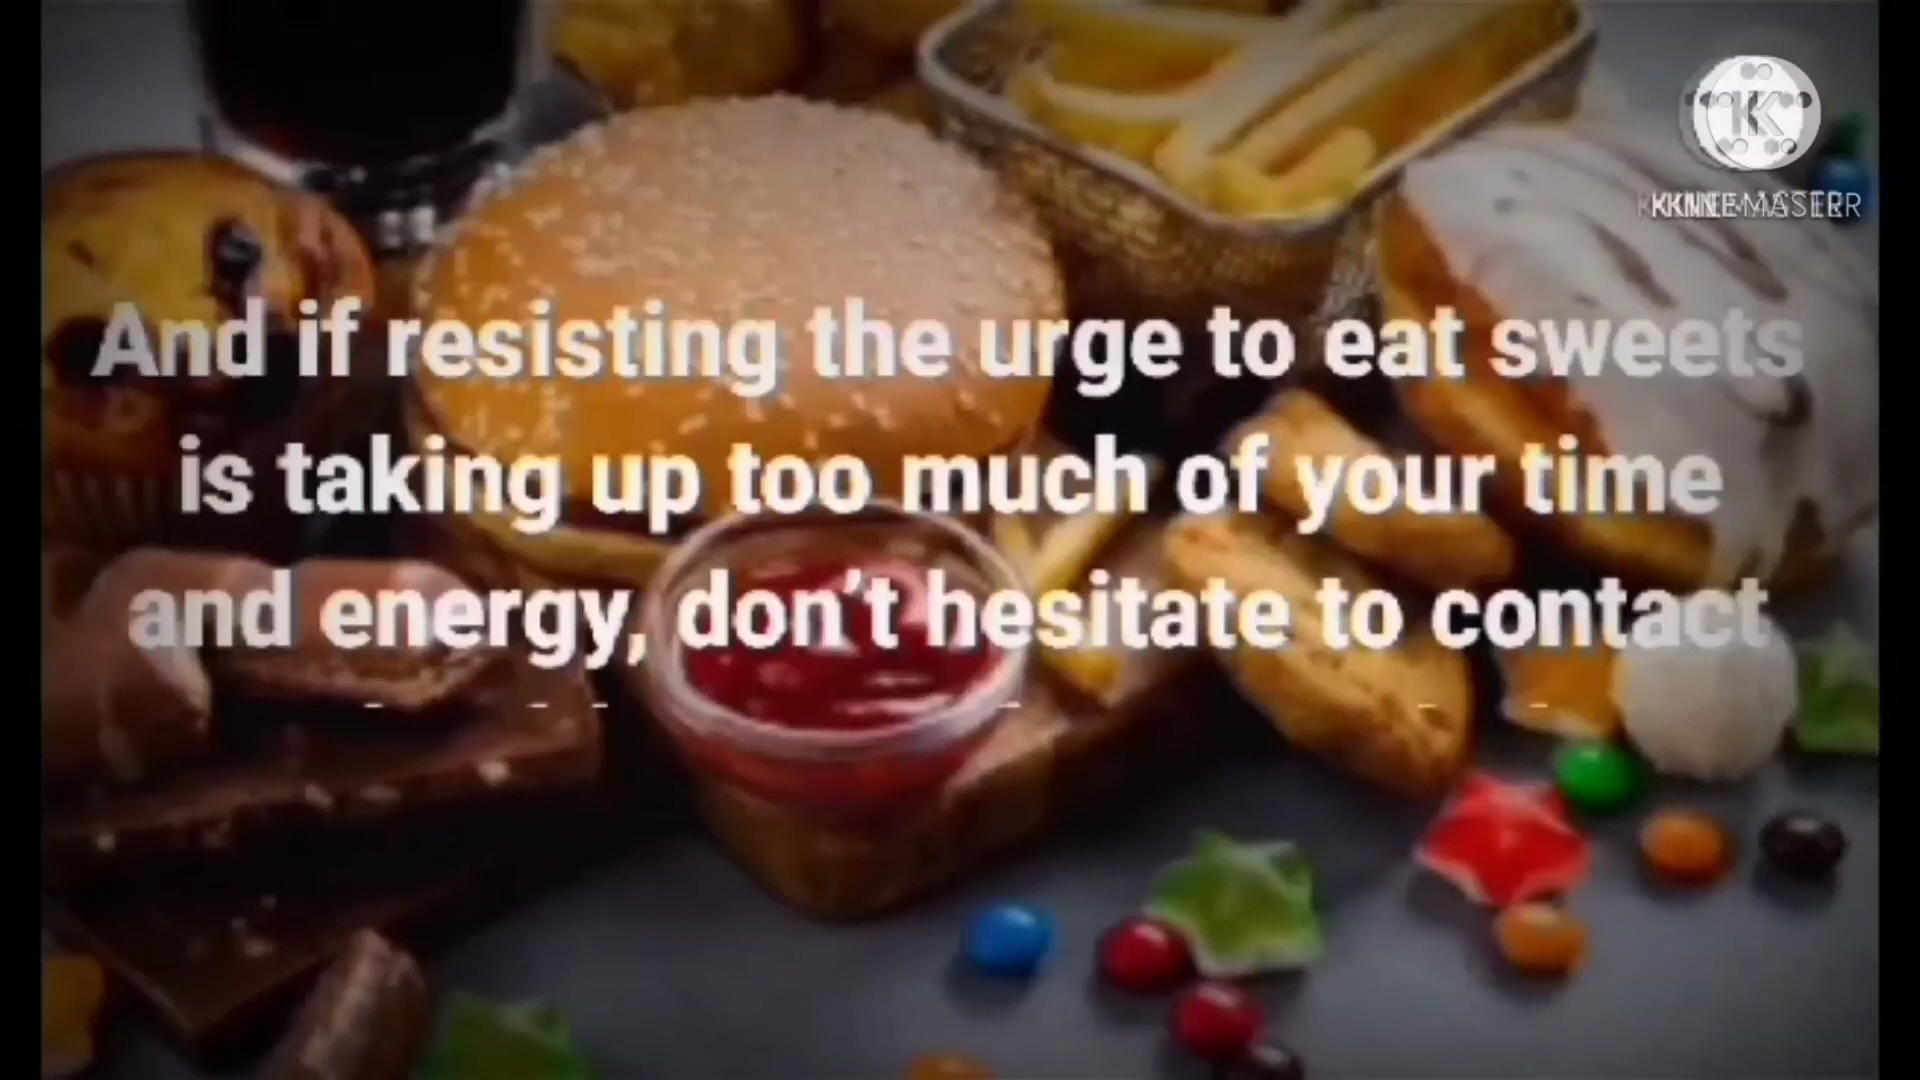 KINEMASTER
And if resisting the urge to eat sweets
is taking up too much of your time
and energy, don't hesitate to contact